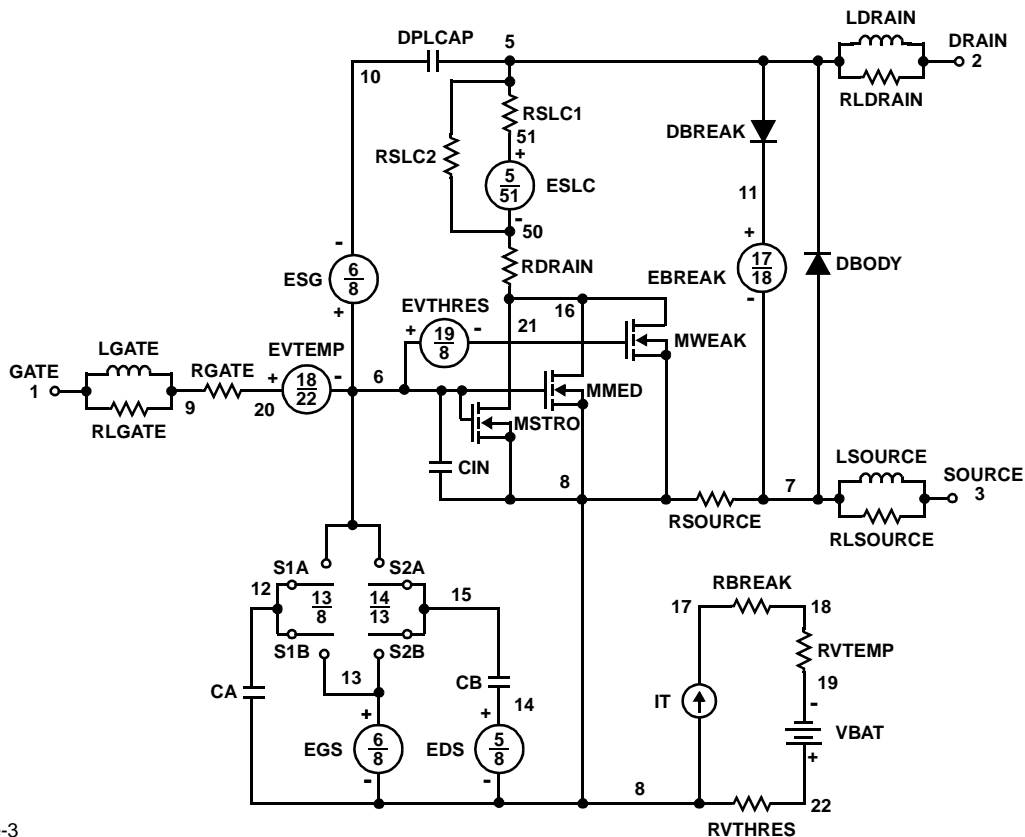 LDRAIN
DPLCAP 5 DRAIN
10 2
RSLC1 RLDRAIN
DBREAK
51
RSLC2 +
5
51 ESLC 11
-
50
- +
RDRAIN 17
18 DBODY
6
8 EBREAK
ESG EVTHRES -
+ 16
+ 19 - 21
8 MWEAK
LGATE EVTEMP
GATE RGATE + 18 - 6
1 22 MMED
9 20 MSTRO
RLGATE
LSOURCE
CIN SOURCE
8 7 3
RSOURCE
RLSOURCE
S1A S2A
12 13 14 15 RBREAK
8 13 17 18
S1B S2B RVTEMP
13 CB 19
CA 14 IT -
+ + VBAT
EGS 6 EDS 5
8 8 +
- - 8
22
RVTHRES
-3